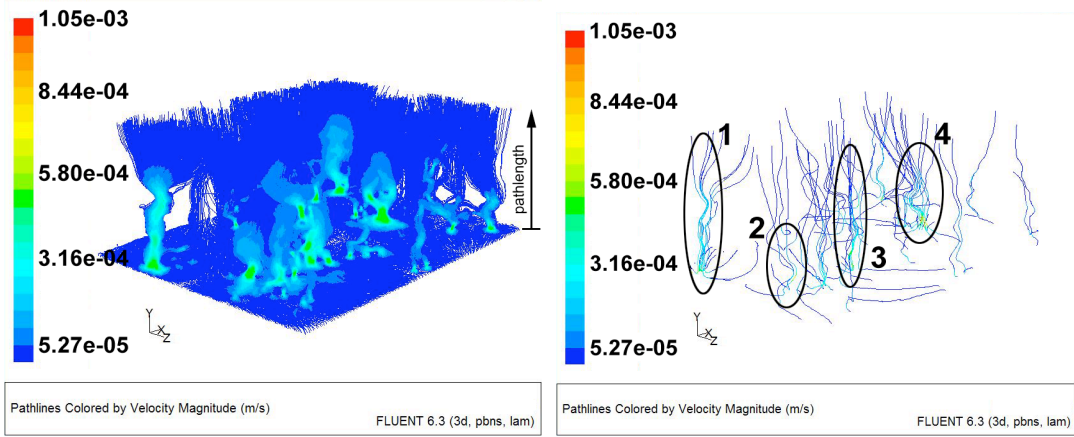 1.05e-03
8.44e-04
5.80e-04
3.16e-04
5.27e-05
pathlength
Y
X
Z
Pathlines Colored by Velocity Magnitude (m/s)
FLUENT 6.3 (3d, pbns, lam)
1.05e-03
8.44e-04
5.80e-04
3.16e-04
5.27e-05
1
2
3
4
Y
X
Z
Pathlines Colored by Velocity Magnitude (m/s)
FLUENT 6.3 (3d, pbns, lam)